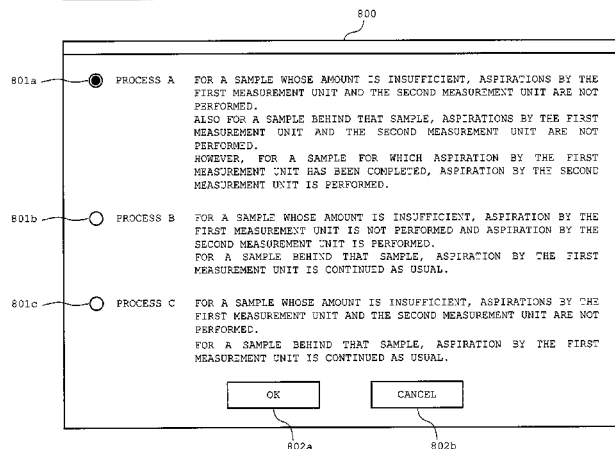 800
801a PROCESS A FOR A SAMPLE WHOSE AMOUNT IS INSUFFICIENT, ASPIRATIONS BY THE
FIRST MEASUREMENT UNIT AND THE SECOND MEASUREMENT UNIT ARE NOT
PERFORMED.
ALSO FOR A SAMPLE BEHIND THAT SAMPLE, ASPIRATIONS BY THE FIRST
MEASUREMENT UNIT AND THE SECOND MEASUREMENT UNIT ARE NOT
PERFORMED.
HOWEVER, FOR A SAMPLE FOR WHICH ASPIRATION BY THE FIRST
MEASUREMENT UNIT HAS BEEN COMPLETED, ASPIRATION BY THE SECOND
MEASUREMENT UNIT IS PERFORMED.
801b PROCESS B FOR A SAMPLE WHOSE AMOUNT IS INSUFFICIENT, ASPIRATION BY THE
FIRST MEASUREMENT UNIT IS NOT PERFORMED AND ASPIRATION BY THE
SECOND MEASUREMENT UNIT IS PERFORMED.
FOR A SAMPLE BEHIND THAT SAMPLE, ASPIRATION BY THE FIRST
MEASUREMENT UNIT IS CONTINUED AS USUAL.
801c PROCESS C FOR A SAMPLE WHOSE AMOUNT IS INSUFFICIENT, ASPIRATIONS BY THE
FIRST MEASUREMENT UNIT AND THE SECOND MEASUREMENT UNIT ARE NOT
PERFORMED.
FOR A SAMPLE BEHIND THAT SAMPLE, ASPIRATION BY THE FIRST
MEASUREMENT UNIT IS CONTINUED AS USUAL.
OK CANCEL
802a 802b